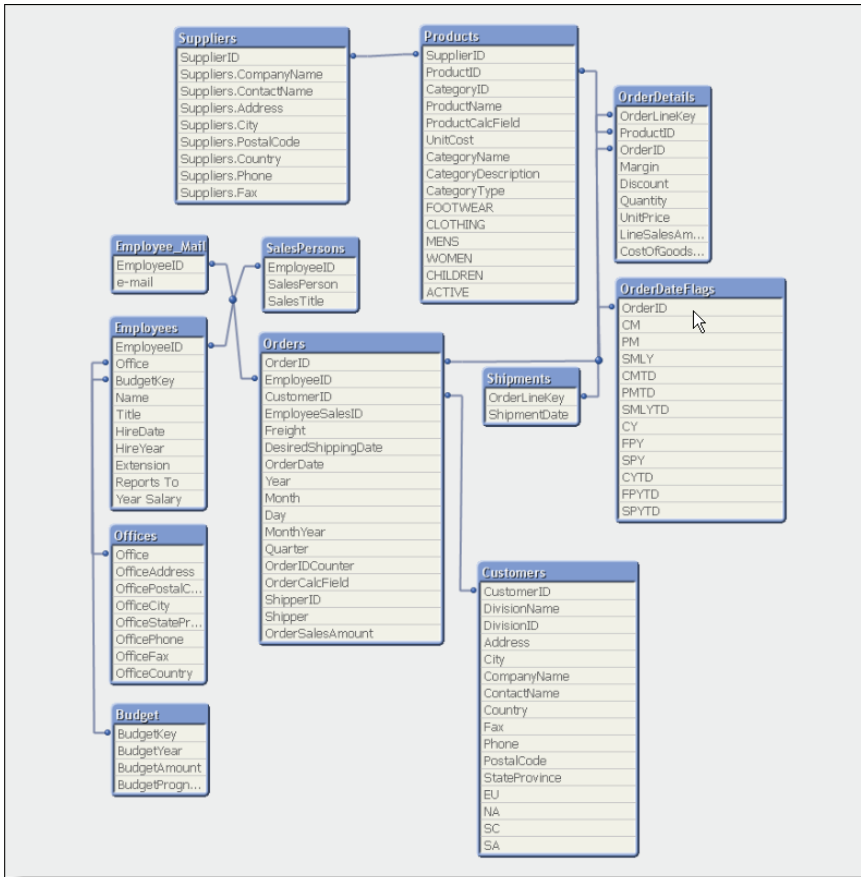 Suppliers
SupplierID
Suppliers.CompanyName
Suppliers.ContactName
Suppliers.Address
Suppliers.City
Suppliers.PostalCode
Suppliers.Country
Suppliers.Phone
Suppliers.Fax
Products
SupplierID
ProductID
CategoryID
ProductName
ProductCalcField
UnitCost
CategoryName
CategoryDescription
CategoryType
FOOTWEAR
CLOTHING
MENS
WOMEN
CHILDREN
ACTIVE
OrderDetails
OrderLineKey
ProductID
OrderID
Margin
Discount
Quantity
UnitPrice
LineSalesAm...
CostOfGoods...
Employee_Mail
EmployeeID
e-mail
SalesPersons
EmployeeID
SalesPerson
SalesTitle
OrderDateFlags
OrderID
CM
PM
SMLY
CMTD
PMTD
SMLYTD
CY
FPY
SPY
CYTD
FPYTD
SPYTD
Employees
EmployeeID
Office
BudgetKey
Name
Title
HireDate
HireYear
Extension
Reports To
Year Salary
Orders
OrderID
EmployeeID
CustomerID
EmployeeSalesID
Freight
DesiredShippingDate
OrderDate
Year
Month
Day
MonthYear
Quarter
OrderIDCounter
OrderCalcField
ShipperID
Shipper
OrderSalesAmount
Shipments
OrderLineKey
ShipmentDate
Offices
Office
OfficeAddress
OfficePostalC...
OfficeCity
OfficeStatePr...
OfficePhone
OfficeFax
OfficeCountry
Customers
CustomerID
DivisionName
DivisionID
Address
City
CompanyName
ContactName
Country
Fax
Phone
PostalCode
StateProvince
EU
NA
SC
SA
Budget
BudgetKey
BudgetYear
BudgetAmount
BudgetProgn...